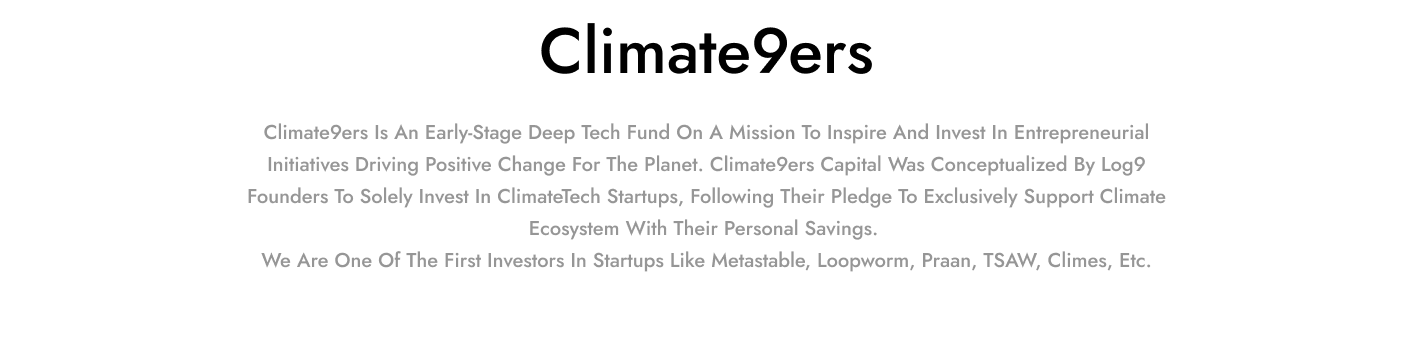 Climate9ers
Climate9ers Is An Early-Stage Deep Tech Fund On A Mission To Inspire And Invest In Entrepreneurial
Initiatives Driving Positive Change For The Planet. Climate9ers Capital Was Conceptualized By Log9
Founders To Solely Invest In ClimateTech Startups, Following Their Pledge To Exclusively Support Climate
Ecosystem With Their Personal Savings.
We Are One Of The First Investors In Startups Like Metastable, Loopworm, Praan, TSAW, Climes, Etc.